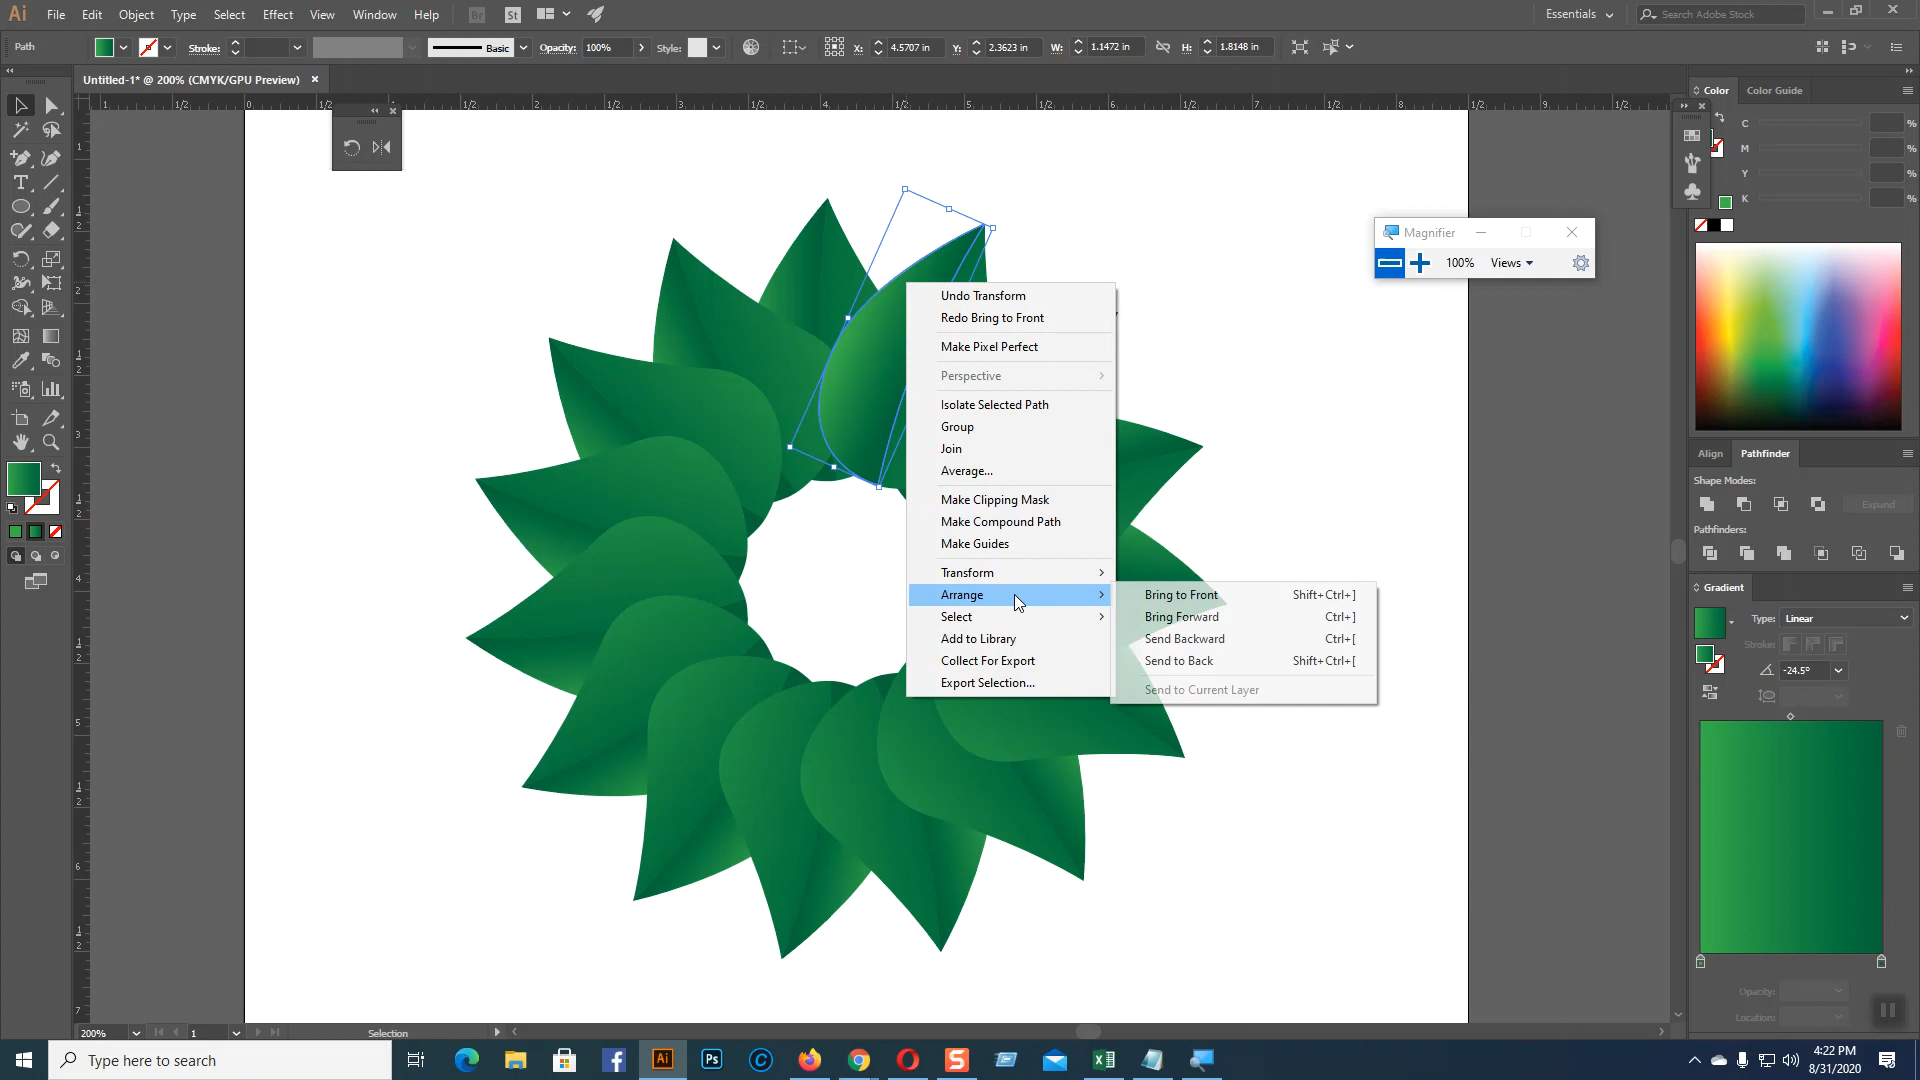 Ai File Edit Object Type Select Effect View Window Help Br St Essentials Search Adobe Stock
Path Stroke: Basic Opacity: 100% Style: X: 4.5707 in Y: 2.3623 in W: 1.1472 in H: 1.8148 in
Untitled-1* @ 200% (CMYK/GPU Preview)
Color Color Guide
C %
M %
Y %
K %
Magnifier
100% Views
Undo Transform
Redo Bring to Front
Make Pixel Perfect
Perspective
Isolate Selected Path
Group
Join
Average...
Make Clipping Mask
Make Compound Path
Make Guides
Transform
Arrange
Select
Add to Library
Collect For Export
Export Selection...
Bring to Front Shift+Ctrl+]
Bring Forward Ctrl+]
Send Backward Ctrl+[
Send to Back Shift+Ctrl+[
Send to Current Layer
Align Pathfinder
Shape Modes:
Expand
Pathfinders:
Gradient
Type: Linear
Stroke:
-24.5°
Opacity:
Location:
200% 1 Selection
Type here to search
Ai Ps
4:22 PM
8/31/2020